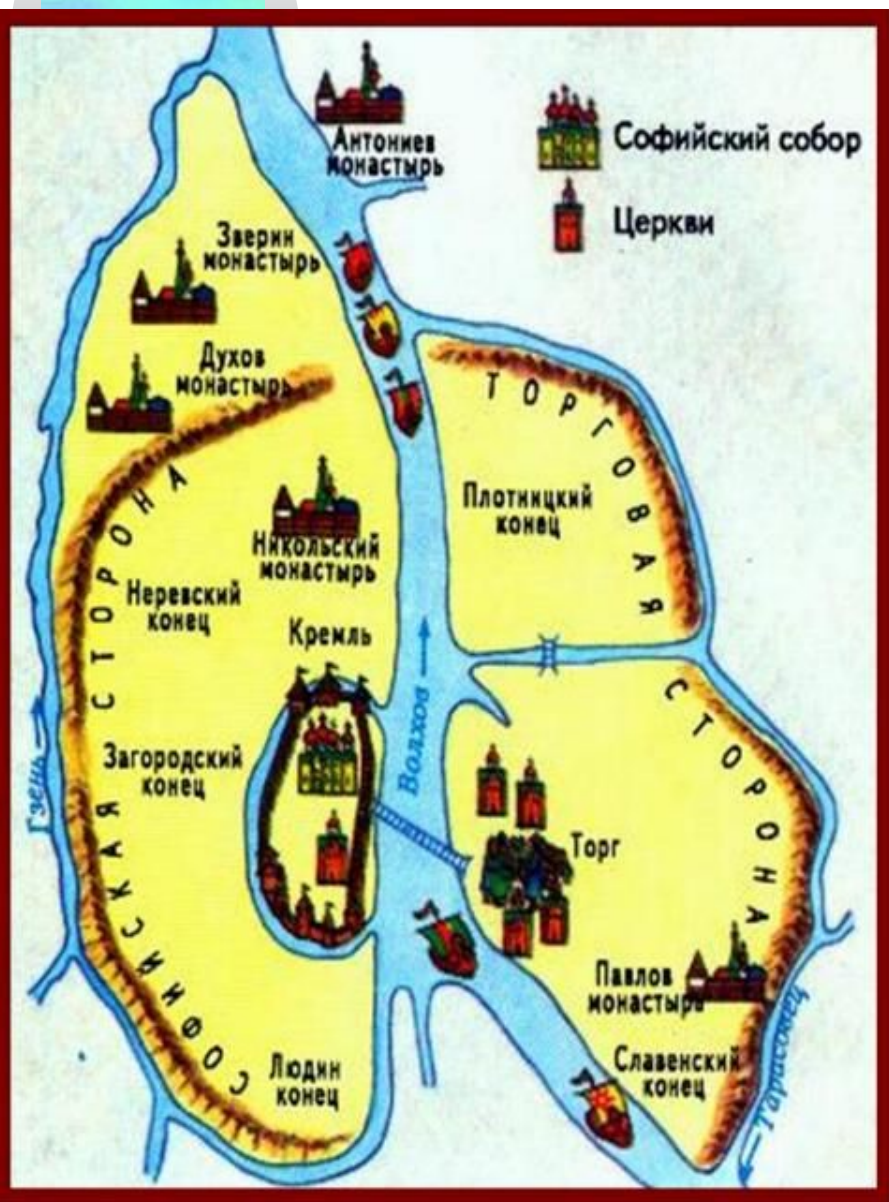 Антониев
монастырь
Софийский собор
Церкви
Зверин
монастырь
Духов
монастырь
ТОРГОВАЯ
СТОРОНА
Плотницкий
конец
Никольский
монастырь
Неревский
конец
Кремль
Волхов
Загородский
конец
Гзень
СОФИЙСКАЯ СТОРОНА
Торг
Павлов
монастырь
Славенский
конец
Людин
конец
Тарасовец